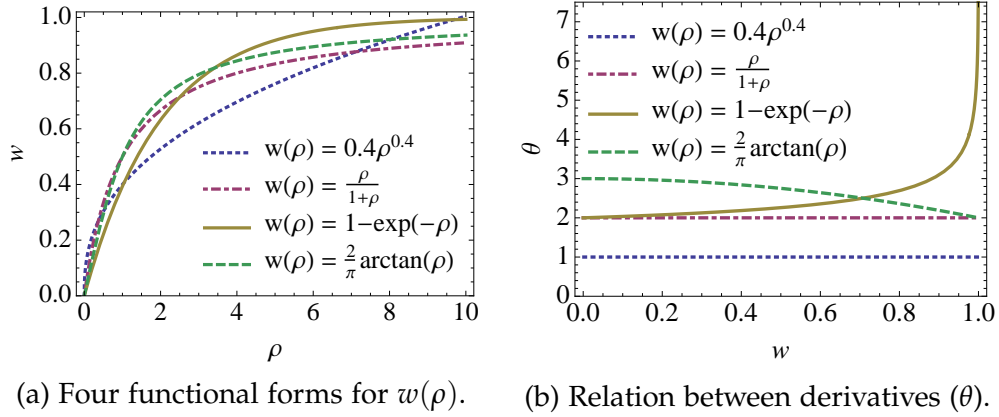 1.0
0.8
0.6
0.4
0.2
0.0
w
0 2 4 6 8 10
ρ
w(ρ) = 0.4ρ^0.4
w(ρ) = ρ/(1+ρ)
w(ρ) = 1−exp(−ρ)
w(ρ) = 2/π arctan(ρ)
(a) Four functional forms for w(ρ).
7
6
5
4
3
2
1
0
θ
0.0 0.2 0.4 0.6 0.8 1.0
w
w(ρ) = 0.4ρ^0.4
w(ρ) = ρ/(1+ρ)
w(ρ) = 1−exp(−ρ)
w(ρ) = 2/π arctan(ρ)
(b) Relation between derivatives (θ).